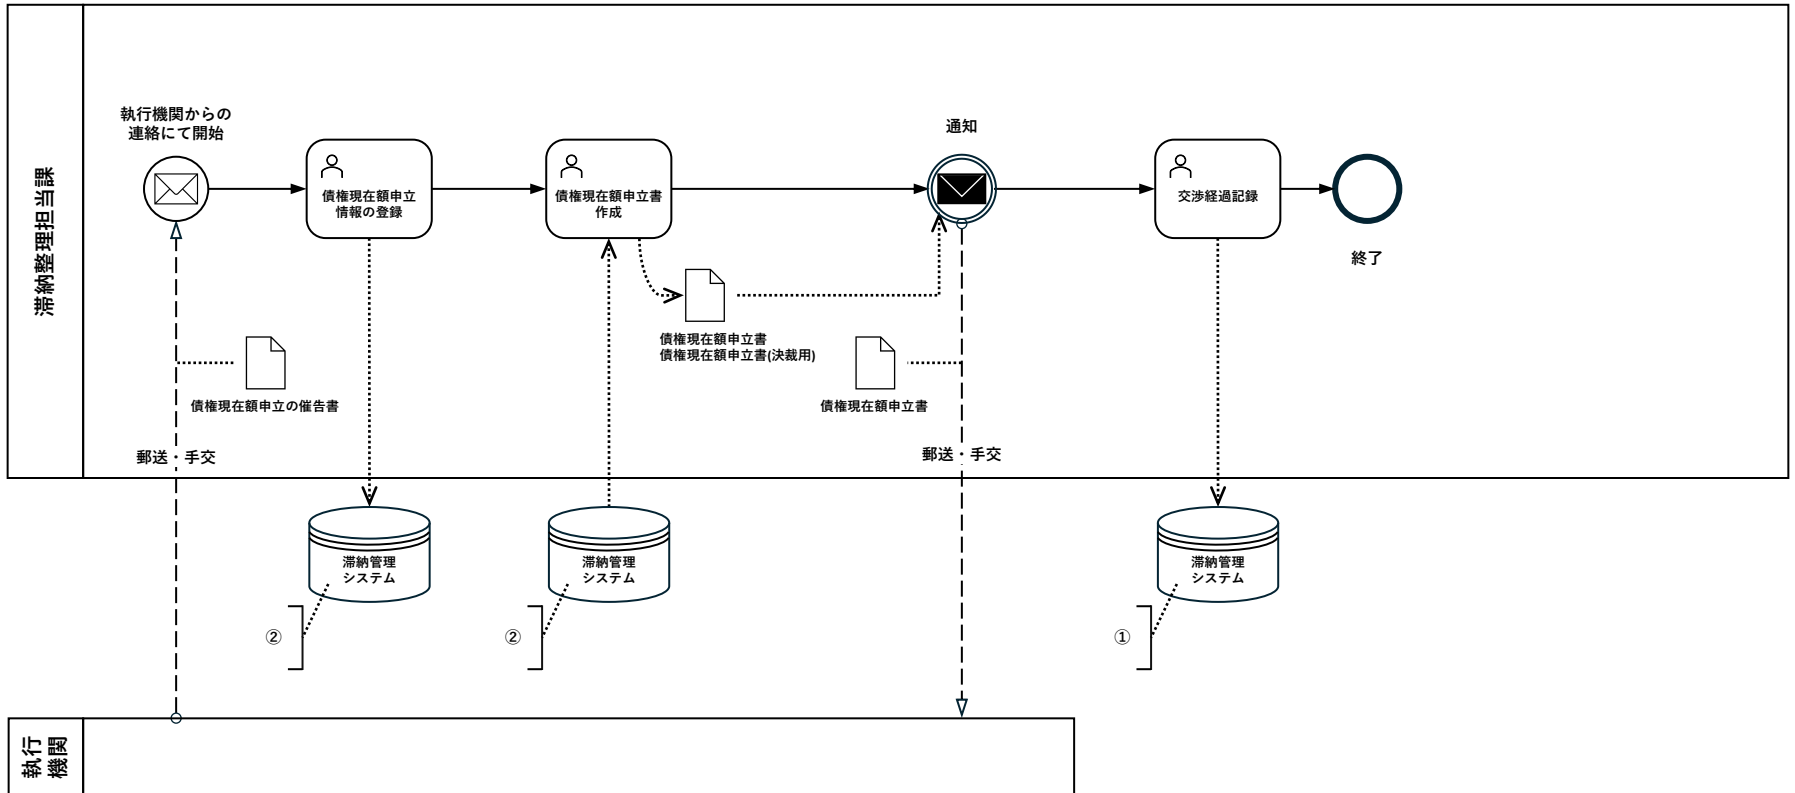 滞納整理担当課
執行機関からの
連絡にて開始
債権現在額申立
情報の登録
債権現在額申立書
作成
通知
交渉経過記録
終了
債権現在額申立書
債権現在額申立書(決裁用)
債権現在額申立の催告書
債権現在額申立書
郵送・手交
郵送・手交
滞納管理
システム
滞納管理
システム
滞納管理
システム
②
②
①
執行
機関